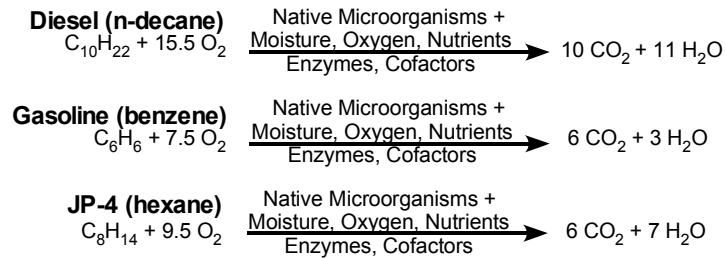 Diesel (n-decane)
C₁₀H₂₂ + 15.5 O₂
Native Microorganisms +
Moisture, Oxygen, Nutrients
Enzymes, Cofactors
10 CO₂ + 11 H₂O
Gasoline (benzene)
C₆H₆ + 7.5 O₂
Native Microorganisms +
Moisture, Oxygen, Nutrients
Enzymes, Cofactors
6 CO₂ + 3 H₂O
JP-4 (hexane)
C₈H₁₄ + 9.5 O₂
Native Microorganisms +
Moisture, Oxygen, Nutrients
Enzymes, Cofactors
6 CO₂ + 7 H₂O